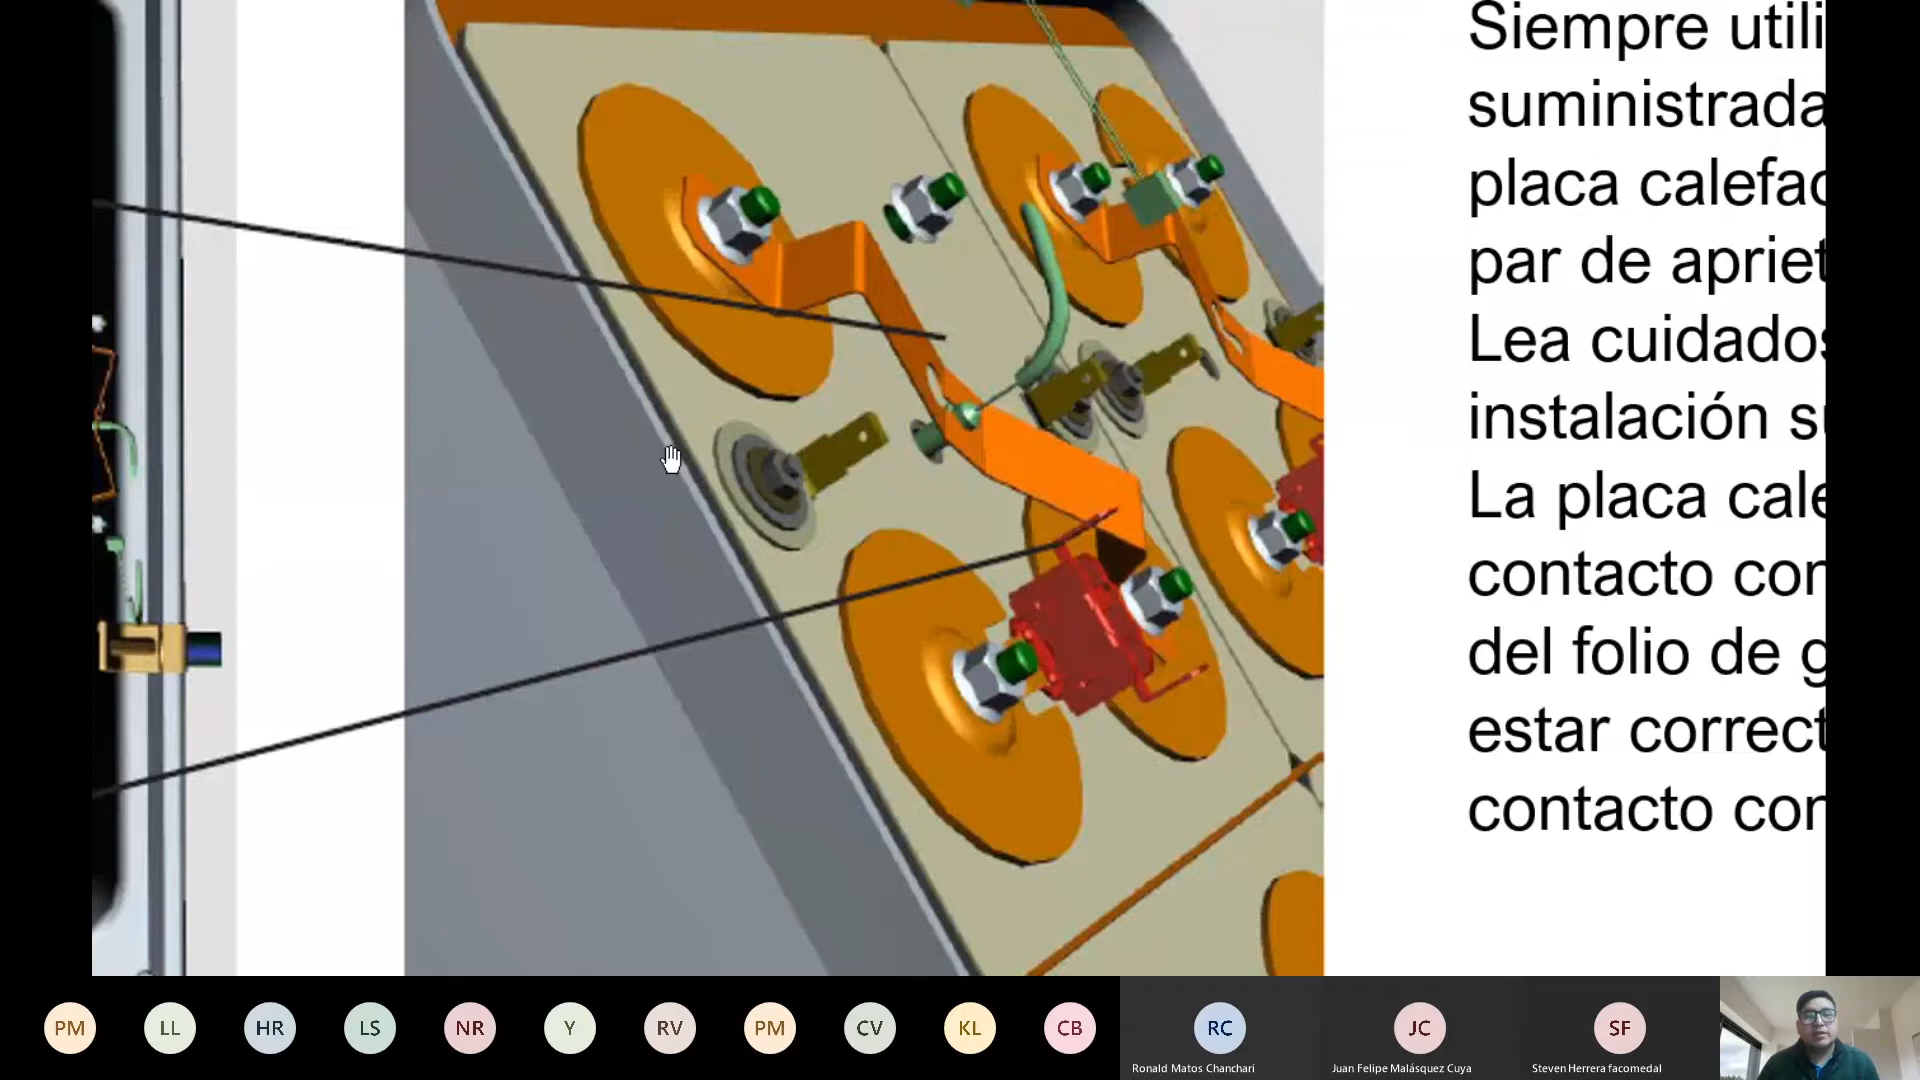 Siempre utili
suministrada
placa calefac
par de apriet
Lea cuidados
instalación s
La placa cale
contacto con
del folio de g
estar correct
contacto con
PM
LL
HR
LS
NR
Y
RV
PM
CV
KL
CB
RC
JC
SF
Ronald Matos Chanchari
Juan Felipe Malásquez Cuya
Steven Herrera facomedal